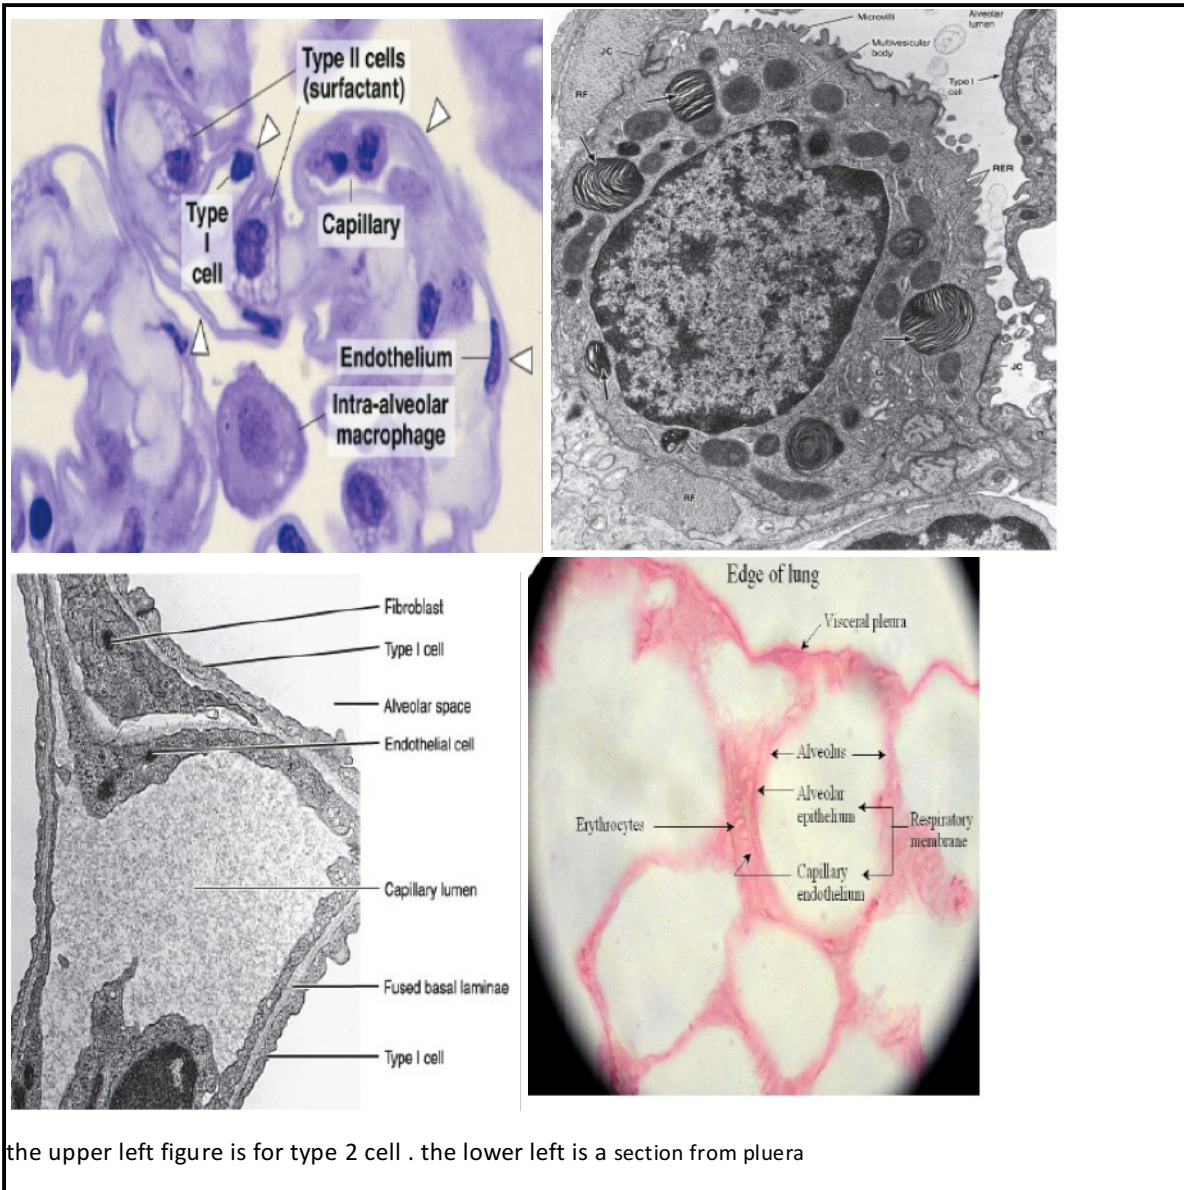 Type II cells
(surfactant)
Type
I
cell
Capillary
Endothelium
Intra-alveolar
macrophage
Microvilli
Alveolar
lumen
JC
Multivesicular
body
Type I
cell
RF
RER
G
JC
RF
Fibroblast
Type I cell
Alveolar space
Endothelial cell
Capillary lumen
Fused basal laminae
Type I cell
Edge of lung
Visceral pleura
Alveolus
Alveolar
epithelium
Erythrocytes
Respiratory
membrane
Capillary
endothelium
the upper left figure is for type 2 cell . the lower left is a section from pluera